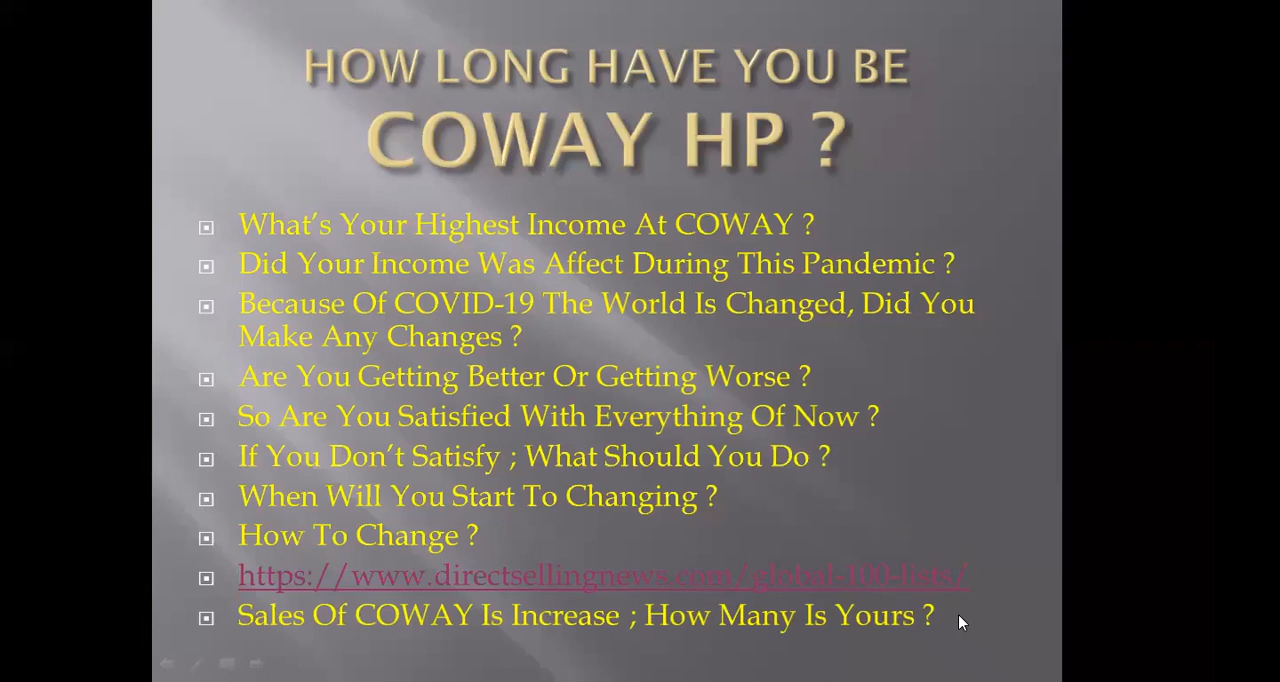 HOW LONG HAVE YOU BE
COWAY HP ?
What's Your Highest Income At COWAY ?
Did Your Income Was Affect During This Pandemic ?
Because Of COVID-19 The World Is Changed, Did You
Make Any Changes ?
Are You Getting Better Or Getting Worse ?
So Are You Satisfied With Everything Of Now ?
If You Don't Satisfy ; What Should You Do ?
When Will You Start To Changing ?
How To Change ?
https://www.directsellingnews.com/global-100-lists/
Sales Of COWAY Is Increase ; How Many Is Yours ?